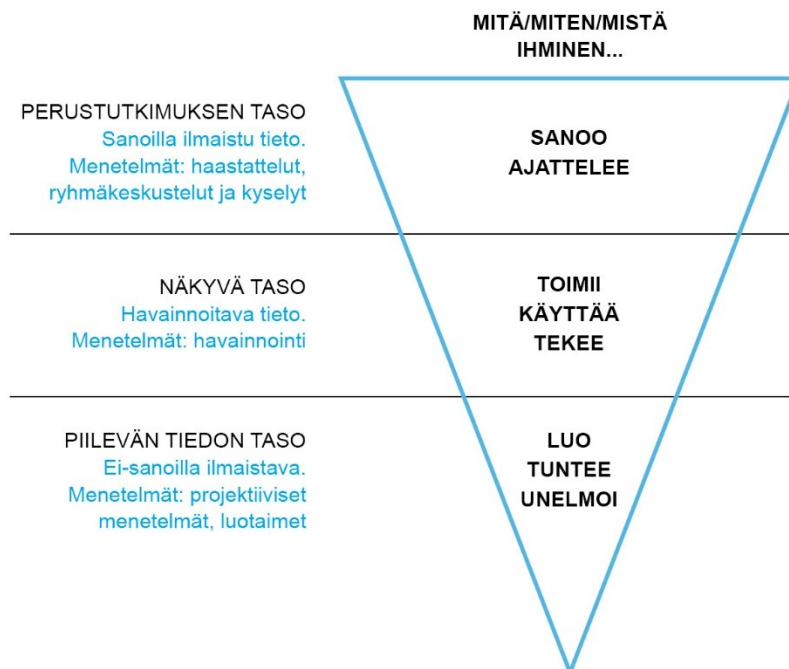 MITÄ/MITEN/MISTÄ
IHMINEN...
PERUSTUTKIMUKSEN TASO
Sanoilla ilmaistu tieto.
Menetelmät: haastattelut,
ryhmäkeskustelut ja kyselyt
SANOO
AJATTELEE
NÄKYVÄ TASO
Havainnoitava tieto.
Menetelmät: havainnointi
TOIMII
KÄYTTÄÄ
TEKEE
PIILEVÄN TIEDON TASO
Ei-sanoilla ilmaistava.
Menetelmät: projektiiviset
menetelmät, luotaimet
LUO
TUNTEE
UNELMOI